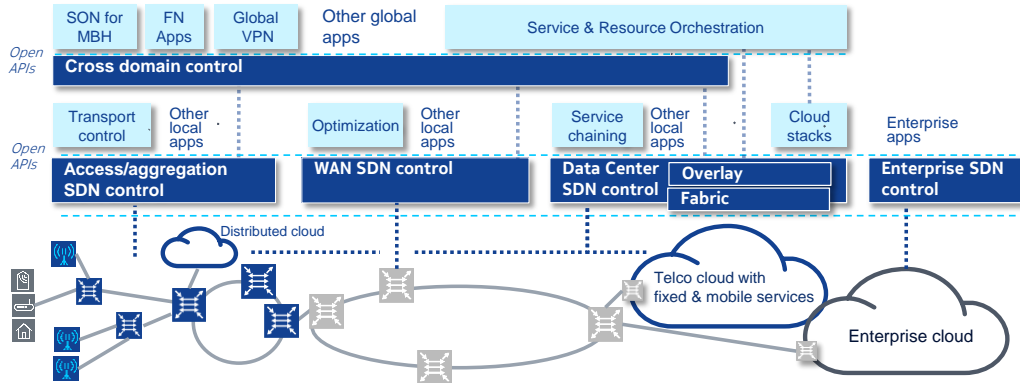 SON for
MBH
FN
Apps
Global
VPN
Other global
apps
Service & Resource Orchestration
Open
APIs
Cross domain control
Transport
control
Other
local
apps
Optimization
Other
local
apps
Service
chaining
Other
local
apps
Cloud
stacks
Enterprise
apps
Open
APIs
Access/aggregation
SDN control
WAN SDN control
Data Center
SDN control
Overlay
Fabric
Enterprise SDN
control
Distributed cloud
Telco cloud with
fixed & mobile services
Enterprise cloud